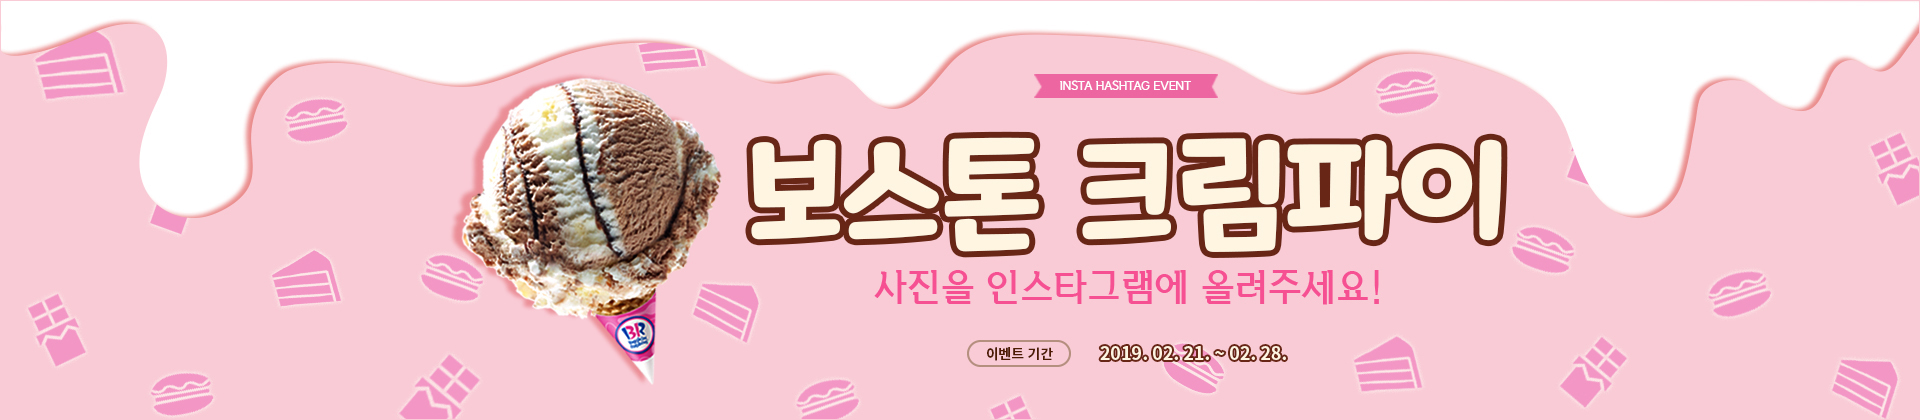 INSTA HASHTAG EVENT
보스톤 크림파이
사진을 인스타그램에 올려주세요!
이벤트 기간
2019. 02. 21. ~ 02. 28.
BR